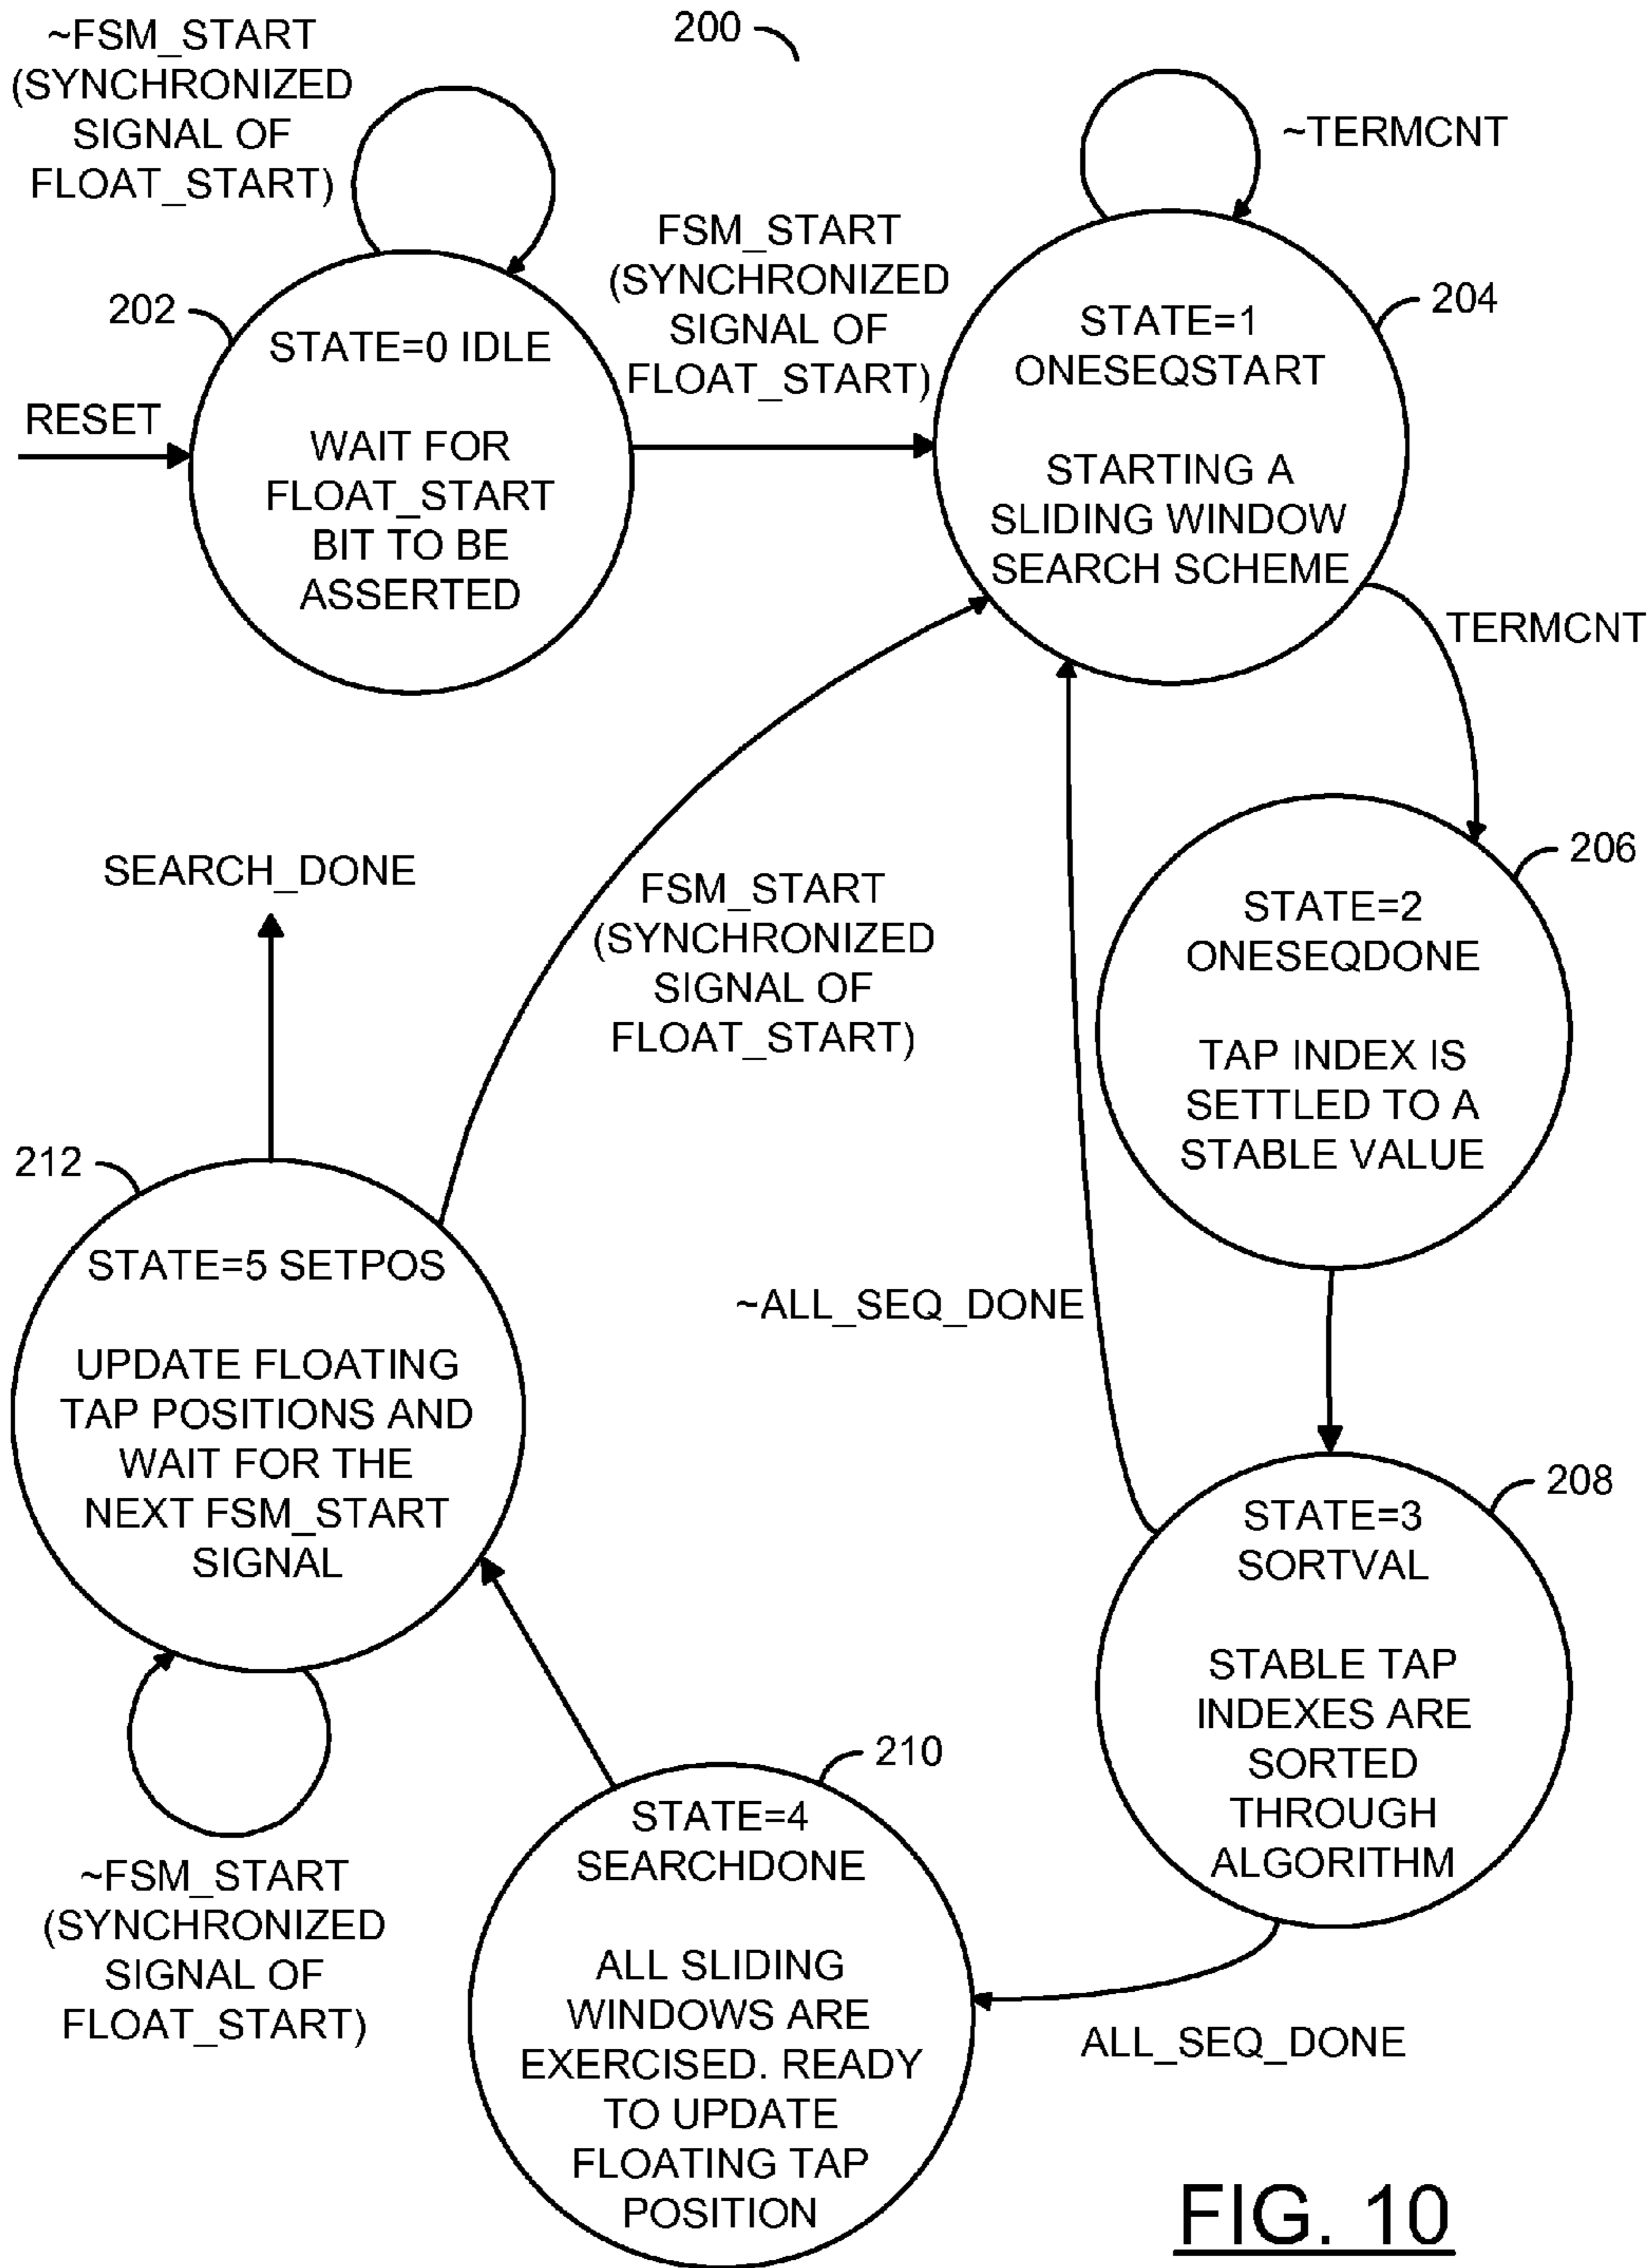 200
~FSM_START
(SYNCHRONIZED
SIGNAL OF
FLOAT_START)
~TERMCNT
FSM_START
(SYNCHRONIZED
SIGNAL OF
FLOAT_START)
202
204
STATE=0 IDLE
WAIT FOR
FLOAT_START
BIT TO BE
ASSERTED
RESET
STATE=1
ONESEQSTART
STARTING A
SLIDING WINDOW
SEARCH SCHEME
TERMCNT
206
STATE=2
ONESEQDONE
TAP INDEX IS
SETTLED TO A
STABLE VALUE
SEARCH_DONE
FSM_START
(SYNCHRONIZED
SIGNAL OF
FLOAT_START)
212
STATE=5 SETPOS
UPDATE FLOATING
TAP POSITIONS AND
WAIT FOR THE
NEXT FSM_START
SIGNAL
~ALL_SEQ_DONE
208
STATE=3
SORTVAL
STABLE TAP
INDEXES ARE
SORTED
THROUGH
ALGORITHM
210
STATE=4
SEARCHDONE
ALL SLIDING
WINDOWS ARE
EXERCISED. READY
TO UPDATE
FLOATING TAP
POSITION
~FSM_START
(SYNCHRONIZED
SIGNAL OF
FLOAT_START)
ALL_SEQ_DONE
FIG. 10